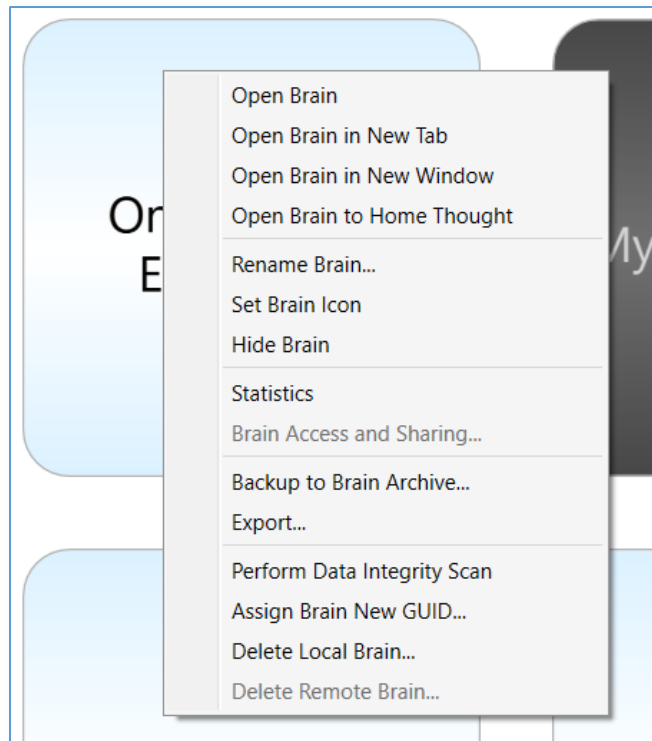 Open Brain
Open Brain in New Tab
Open Brain in New Window
Open Brain to Home Thought
Rename Brain...
Set Brain Icon
Hide Brain
Statistics
Brain Access and Sharing...
Backup to Brain Archive...
Export...
Perform Data Integrity Scan
Assign Brain New GUID...
Delete Local Brain...
Delete Remote Brain...